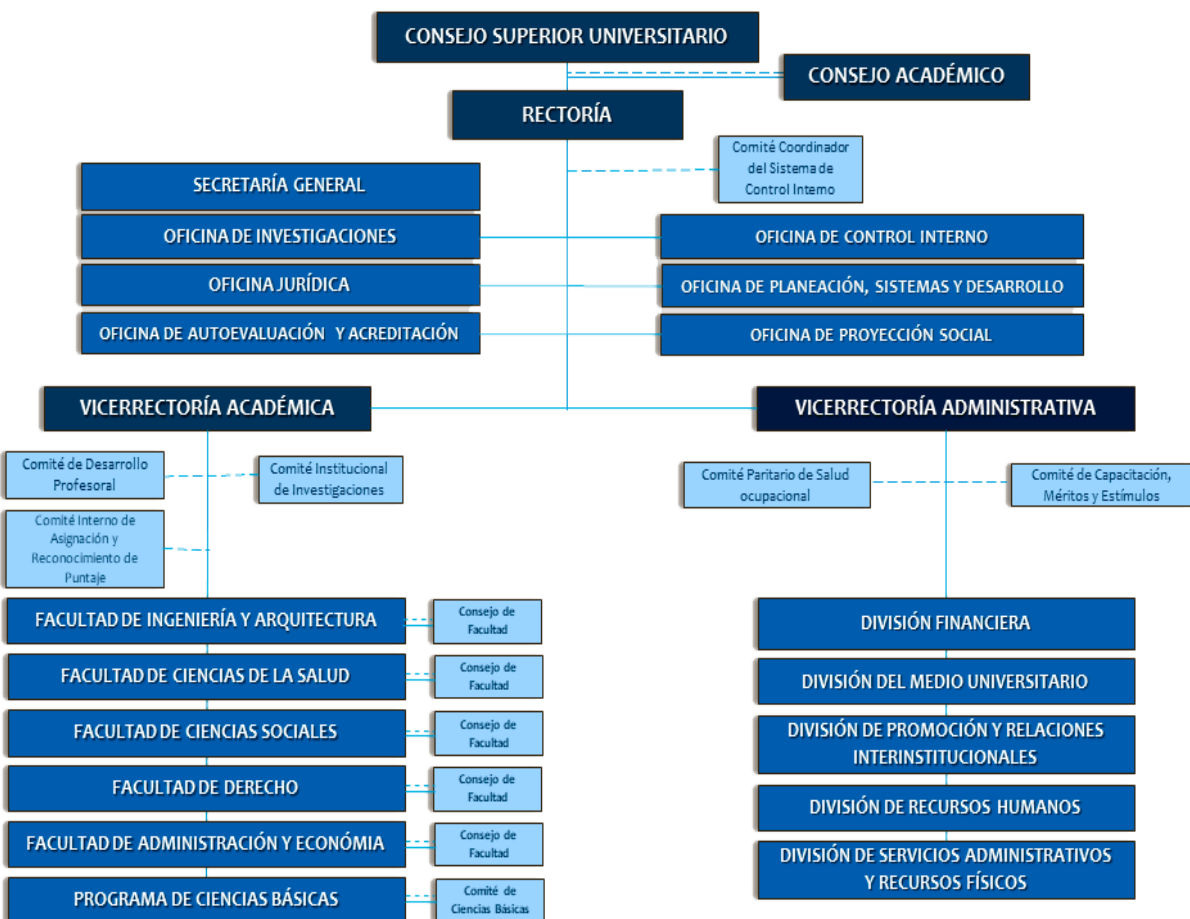 CONSEJO SUPERIOR UNIVERSITARIO
CONSEJO ACADÉMICO
RECTORÍA
Comité Coordinador
del Sistema de
Control Interno
SECRETARÍA GENERAL
OFICINA DE INVESTIGACIONES
OFICINA DE CONTROL INTERNO
OFICINA JURÍDICA
OFICINA DE PLANEACIÓN, SISTEMAS Y DESARROLLO
OFICINA DE AUTOEVALUACIÓN Y ACREDITACIÓN
OFICINA DE PROYECCIÓN SOCIAL
VICERRECTORÍA ACADÉMICA
VICERRECTORÍA ADMINISTRATIVA
Comité de Desarrollo
Profesoral
Comité Institucional
de Investigaciones
Comité Paritario de Salud
ocupacional
Comité de Capacitación,
Méritos y Estímulos
Comité Interno de
Asignación y
Reconocimiento de
Puntaje
FACULTAD DE INGENIERÍA Y ARQUITECTURA
Consejo de
Facultad
FACULTAD DE CIENCIAS DE LA SALUD
Consejo de
Facultad
FACULTAD DE CIENCIAS SOCIALES
Consejo de
Facultad
FACULTAD DE DERECHO
Consejo de
Facultad
FACULTAD DE ADMINISTRACIÓN Y ECONÓMIA
Consejo de
Facultad
PROGRAMA DE CIENCIAS BÁSICAS
Comité de
Ciencias Básicas
DIVISIÓN FINANCIERA
DIVISIÓN DEL MEDIO UNIVERSITARIO
DIVISIÓN DE PROMOCIÓN Y RELACIONES
INTERINSTITUCIONALES
DIVISIÓN DE RECURSOS HUMANOS
DIVISIÓN DE SERVICIOS ADMINISTRATIVOS
Y RECURSOS FÍSICOS